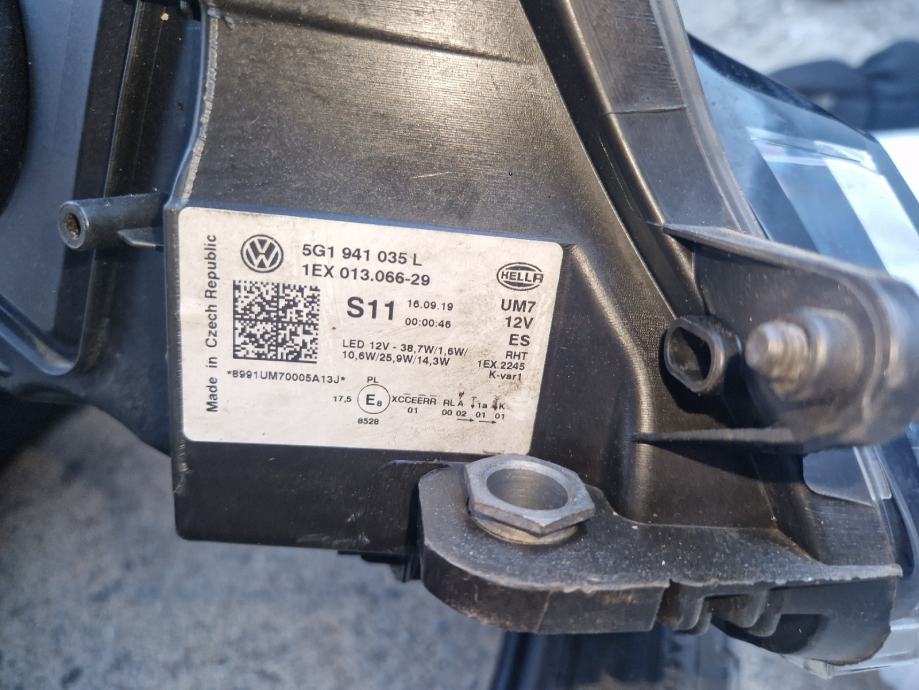 Made in Czech Republic
5G1 941 035 L
1EX 013.066-29
HELLA
S11
16.09.19
00:00:46
UM7
12V
ES
RHT
1EX.2245
K-var1
LED 12V - 38,7W/1,6W/
10,6W/25,9W/14,3W
*8991UM70005A13J*
PL
17,5 E8 XCCEERR RL A 1a K
01 00 02 01 01
8528